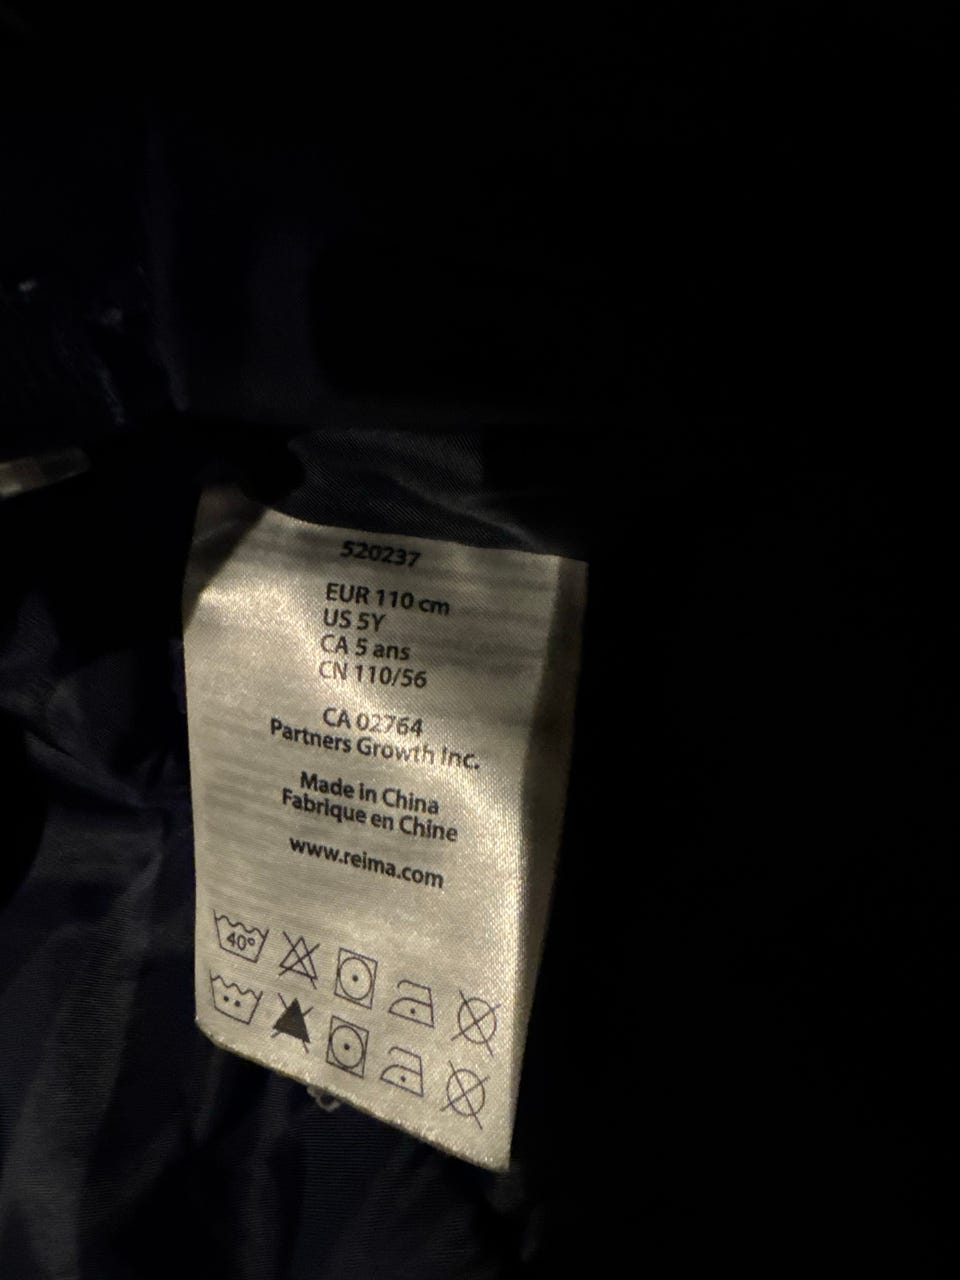 520237
EUR 110 cm
US 5Y
CA 5 ans
CN 110/56
CA 02764
Partners Growth Inc.
Made in China
Fabrique en Chine
www.reima.com
40°